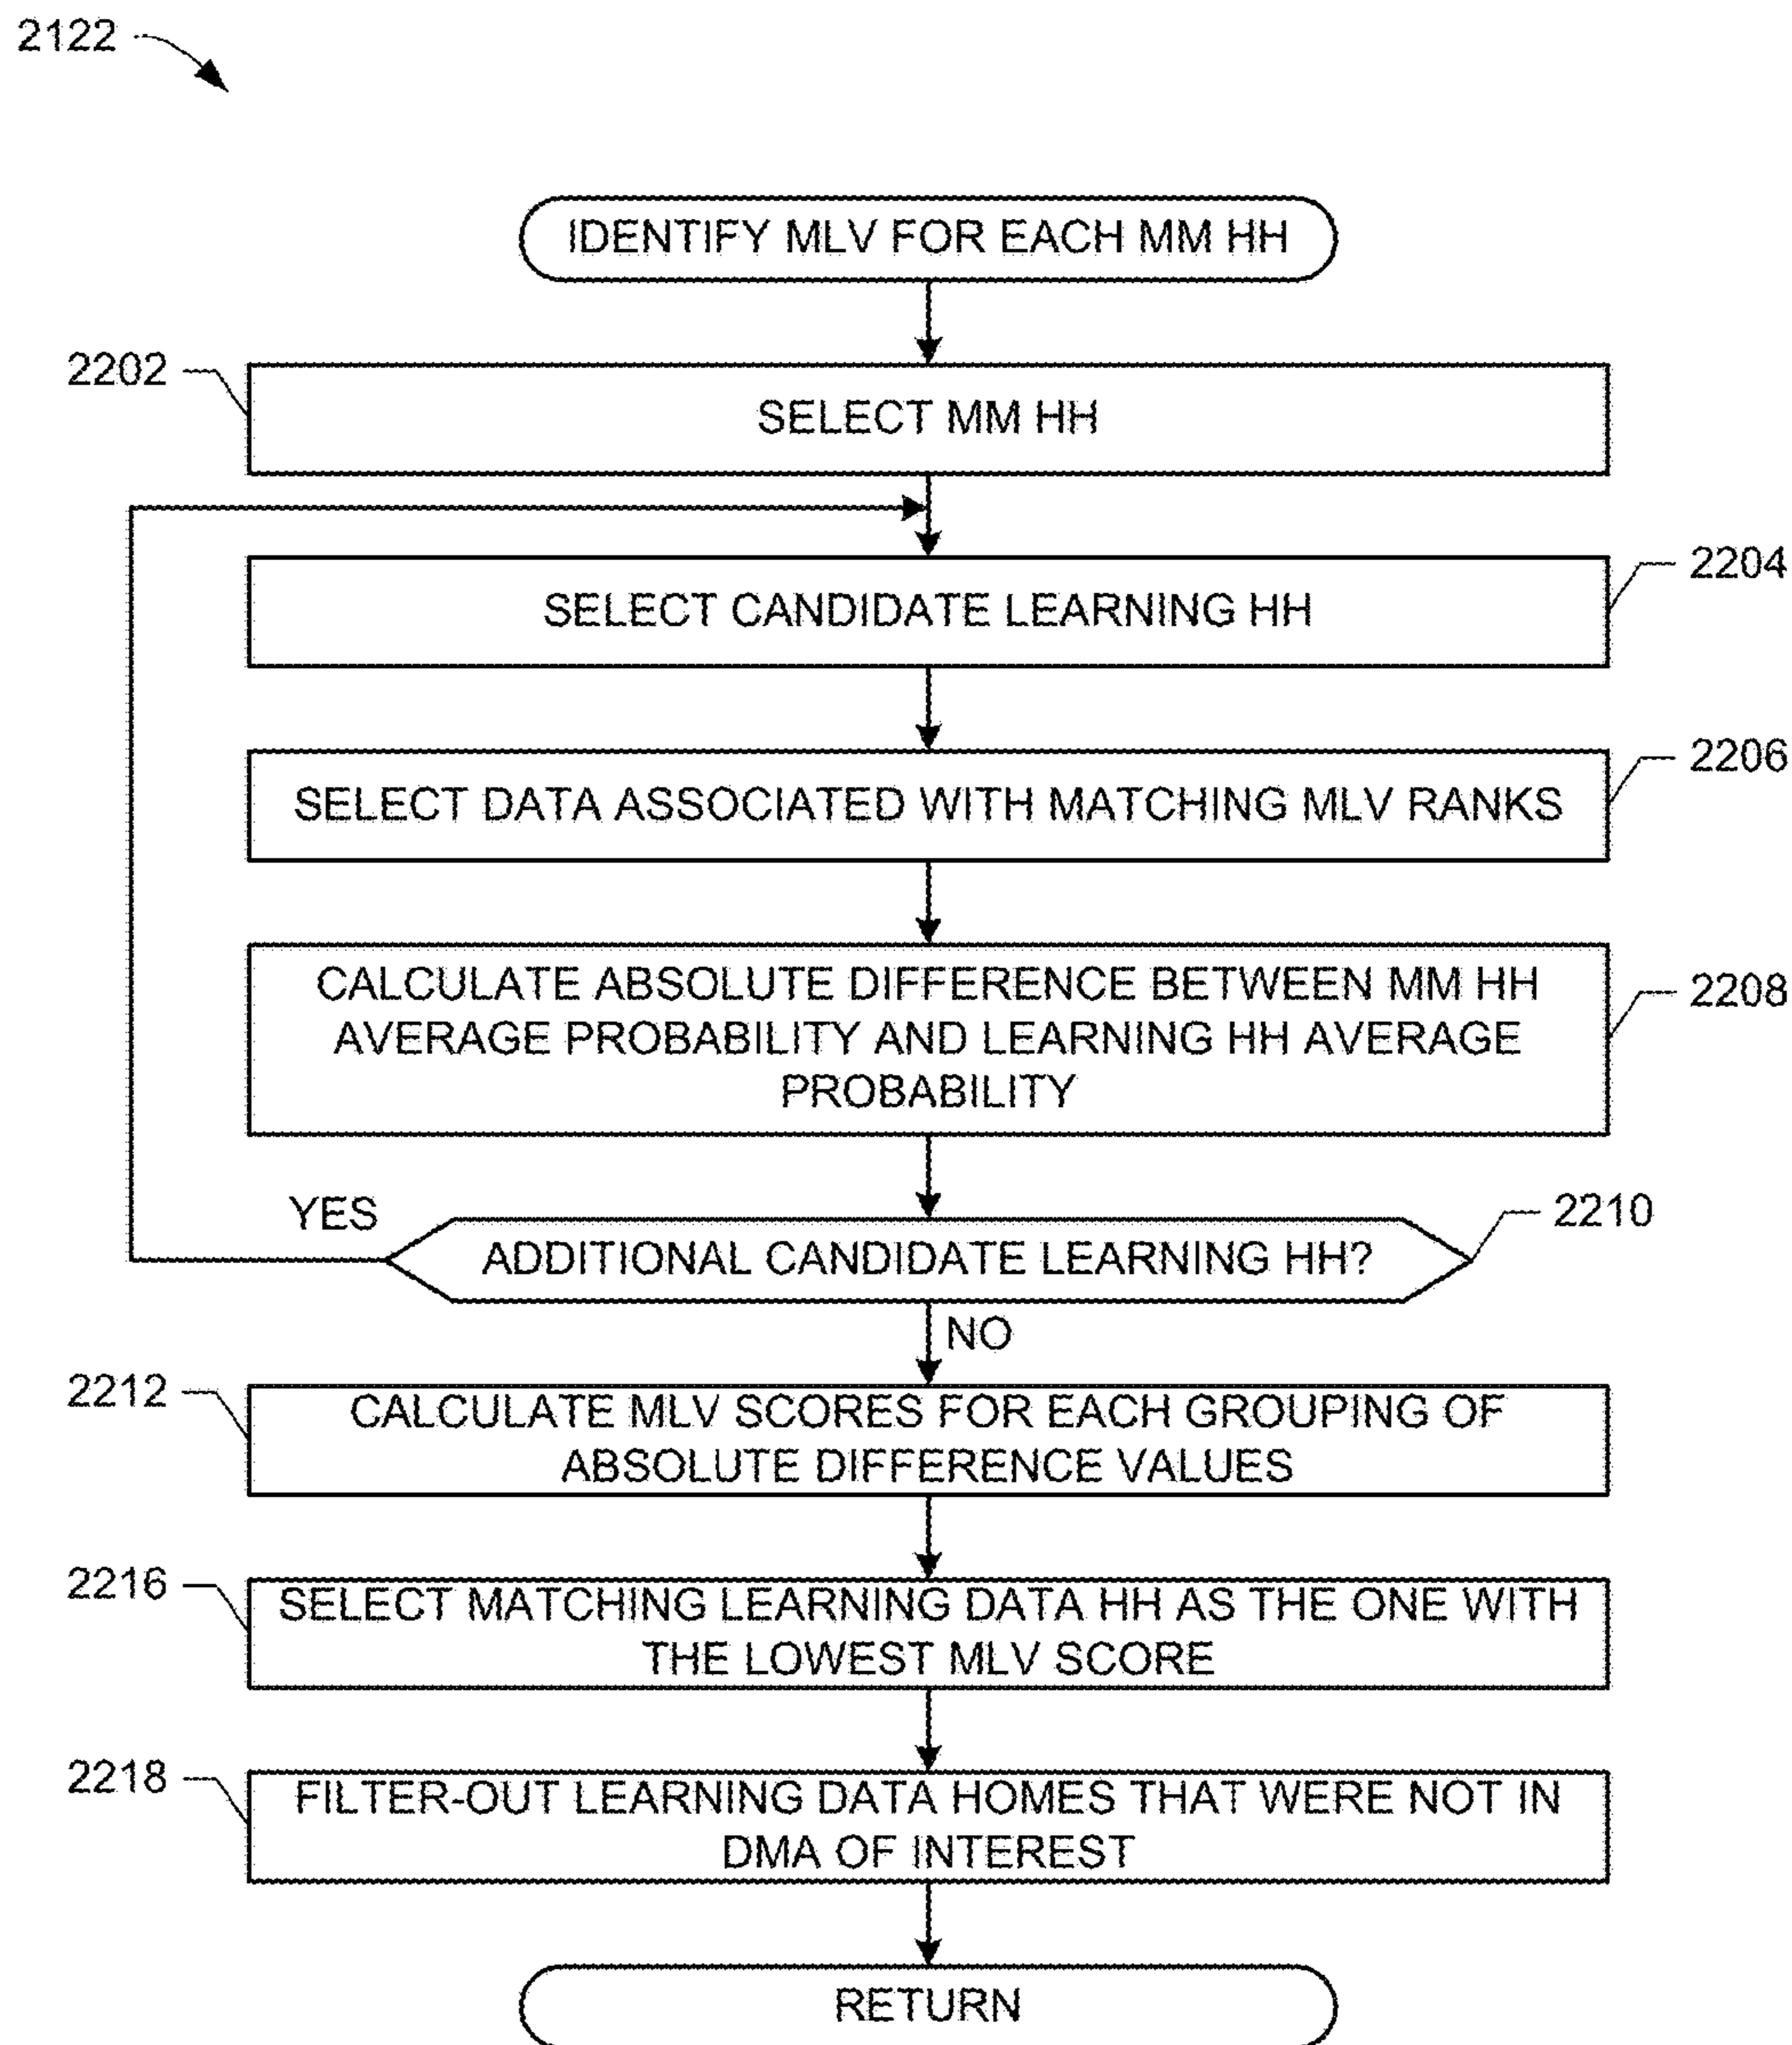 2122
IDENTIFY MLV FOR EACH MM HH
2202
SELECT MM HH
2204
SELECT CANDIDATE LEARNING HH
2206
SELECT DATA ASSOCIATED WITH MATCHING MLV RANKS
2208
CALCULATE ABSOLUTE DIFFERENCE BETWEEN MM HH
AVERAGE PROBABILITY AND LEARNING HH AVERAGE
PROBABILITY
YES
2210
ADDITIONAL CANDIDATE LEARNING HH?
NO
2212
CALCULATE MLV SCORES FOR EACH GROUPING OF
ABSOLUTE DIFFERENCE VALUES
2216
SELECT MATCHING LEARNING DATA HH AS THE ONE WITH
THE LOWEST MLV SCORE
2218
FILTER-OUT LEARNING DATA HOMES THAT WERE NOT IN
DMA OF INTEREST
RETURN